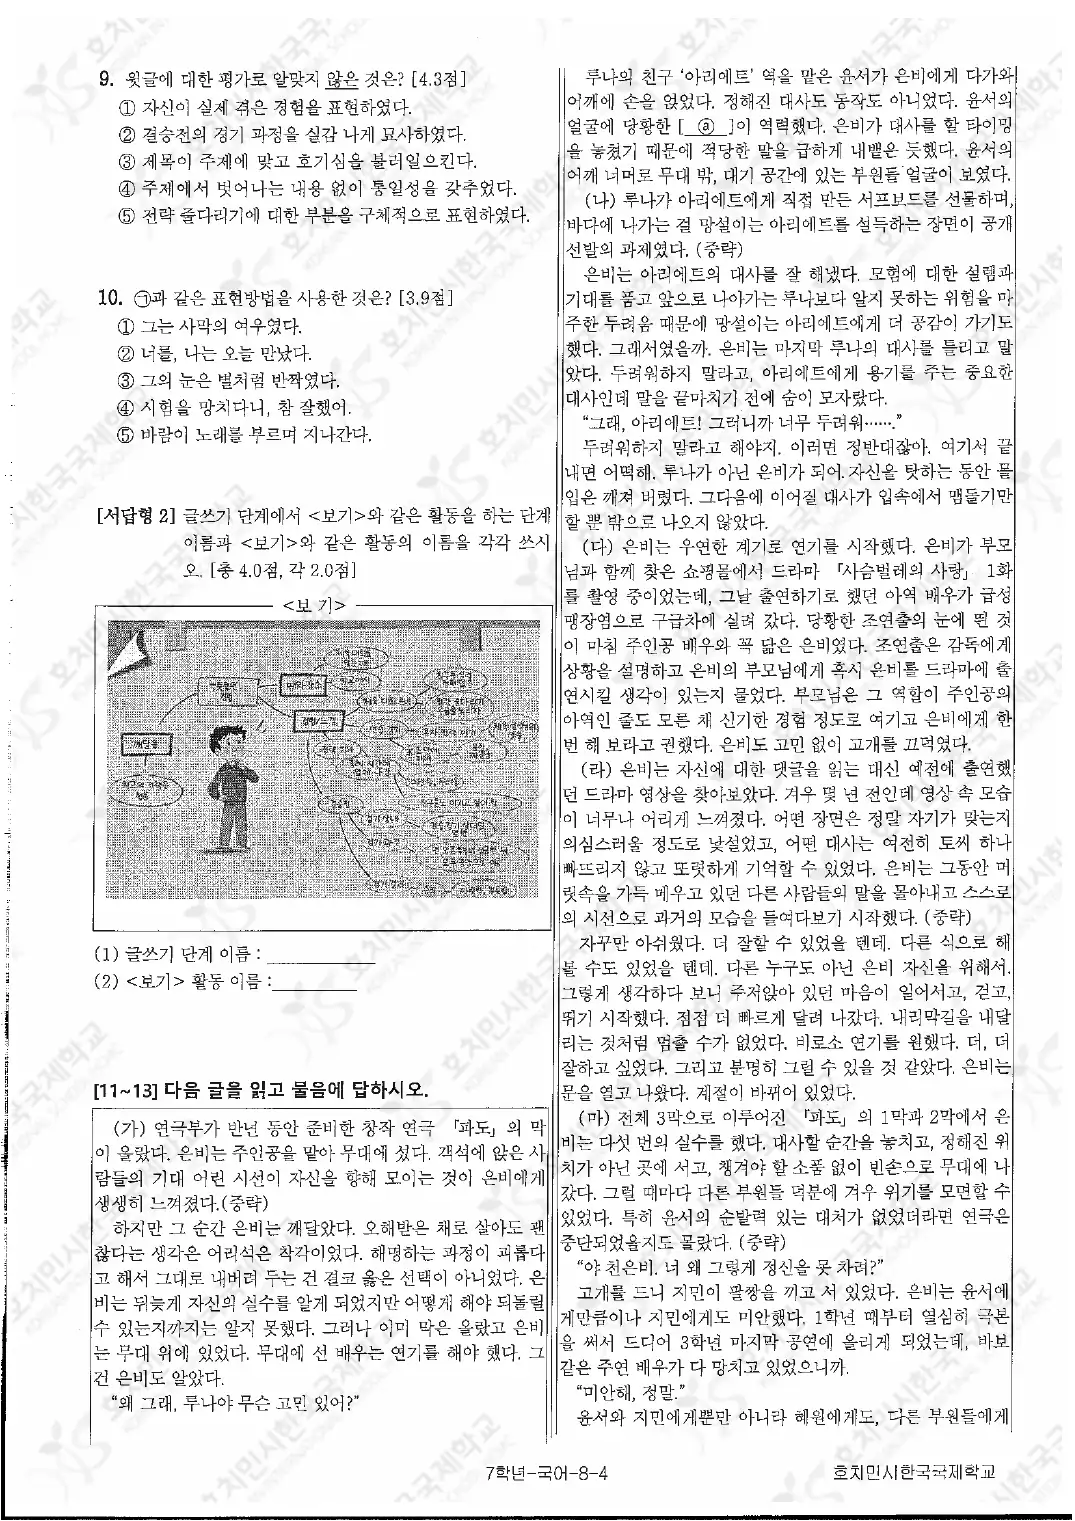 9. 윗글에 대한 평가로 알맞지 않은 것은? [4.3점]
① 자신이 실제 겪은 경험을 표현하였다.
② 결승전의 경기 과정을 실감 나게 묘사하였다.
③ 제목이 주제에 맞고 호기심을 불러일으킨다.
④ 주제에서 벗어나는 내용 없이 통일성을 갖추었다.
⑤ 전략 줄다리기에 대한 부분을 구체적으로 표현하였다.
10. ㉠과 같은 표현방법을 사용한 것은? [3.9점]
① 그는 사막의 여우였다.
② 너를, 나는 오늘 만났다.
③ 그의 눈은 별처럼 반짝였다.
④ 시험을 망치다니, 참 잘했어.
⑤ 바람이 노래를 부르며 지나간다.
[서답형 2] 글쓰기 단계에서 <보기>와 같은 활동을 하는 단계
이름과 <보기>와 같은 활동의 이름을 각각 쓰시
오. [총 4.0점, 각 2.0점]
<보 기>
(1) 글쓰기 단계 이름 :
(2) <보기> 활동 이름 :
[11~13] 다음 글을 읽고 물음에 답하시오.
(가) 연극부가 반년 동안 준비한 창작 연극 「파도」의 막
이 올랐다. 은비는 주인공을 맡아 무대에 섰다. 객석에 앉은 사
람들의 기대 어린 시선이 자신을 향해 모이는 것이 은비에게
생생히 느껴졌다.(중략)
하지만 그 순간 은비는 깨달았다. 오해받은 채로 살아도 괜
찮다는 생각은 어리석은 착각이었다. 해명하는 과정이 괴롭다
고 해서 그대로 내버려 두는 건 결코 옳은 선택이 아니었다. 은
비는 뒤늦게 자신의 실수를 알게 되었지만 어떻게 해야 되돌릴
수 있는지까지는 알지 못했다. 그러나 이미 막은 올랐고 은비
는 무대 위에 있었다. 무대에 선 배우는 연기를 해야 했다. 그
건 은비도 알았다.
“왜 그래, 루나야 무슨 고민 있어?”
루나의 친구 ‘아리에트’ 역을 맡은 윤서가 은비에게 다가와
어깨에 손을 얹었다. 정해진 대사도 동작도 아니었다. 윤서의
얼굴에 당황한 [ ⓐ ]이 역력했다. 은비가 대사를 할 타이밍
을 놓쳤기 때문에 적당한 말을 급하게 내뱉은 듯했다. 윤서의
어깨 너머로 무대 밖, 대기 공간에 있는 부원들 얼굴이 보였다.
(나) 루나가 아리에트에게 직접 만든 서프보드를 선물하며,
바다에 나가는 걸 망설이는 아리에트를 설득하는 장면이 공개
선발의 과제였다. (중략)
은비는 아리에트의 대사를 잘 해냈다. 모험에 대한 설렘과
기대를 품고 앞으로 나아가는 루나보다 알지 못하는 위험을 마
주한 두려움 때문에 망설이는 아리에트에게 더 공감이 가기도
했다. 그래서였을까. 은비는 마지막 루나의 대사를 틀리고 말
았다. 두려워하지 말라고, 아리에트에게 용기를 주는 중요한
대사인데 말을 끝마치기 전에 숨이 모자랐다.
“그래, 아리에트! 그러니까 너무 두려워…….”
두려워하지 말라고 해야지. 이러면 정반대잖아. 여기서 끝
내면 어떡해. 루나가 아닌 은비가 되어 자신을 탓하는 동안 몰
입은 깨져 버렸다. 그다음에 이어질 대사가 입속에서 맴돌기만
할 뿐 밖으로 나오지 않았다.
(다) 은비는 우연한 계기로 연기를 시작했다. 은비가 부모
님과 함께 찾은 쇼핑몰에서 드라마 「사슴벌레의 사랑」 1화
를 촬영 중이었는데, 그날 출연하기로 했던 아역 배우가 급성
맹장염으로 구급차에 실려 갔다. 당황한 조연출의 눈에 띈 것
이 마침 주인공 배우와 꼭 닮은 은비였다. 조연출은 감독에게
상황을 설명하고 은비의 부모님에게 혹시 은비를 드라마에 출
연시킬 생각이 있는지 물었다. 부모님은 그 역할이 주인공의
아역인 줄도 모른 채 신기한 경험 정도로 여기고 은비에게 한
번 해 보라고 권했다. 은비도 고민 없이 고개를 끄덕였다.
(라) 은비는 자신에 대한 댓글을 읽는 대신 예전에 출연했
던 드라마 영상을 찾아보았다. 겨우 몇 년 전인데 영상 속 모습
이 너무나 어리게 느껴졌다. 어떤 장면은 정말 자기가 맞는지
의심스러울 정도로 낯설었고, 어떤 대사는 여전히 토씨 하나
빠뜨리지 않고 또렷하게 기억할 수 있었다. 은비는 그동안 머
릿속을 가득 메우고 있던 다른 사람들의 말을 몰아내고 스스로
의 시선으로 과거의 모습을 들여다보기 시작했다. (중략)
자꾸만 아쉬웠다. 더 잘할 수 있었을 텐데. 다른 식으로 해
볼 수도 있었을 텐데. 다른 누구도 아닌 은비 자신을 위해서.
그렇게 생각하다 보니 주저앉아 있던 마음이 일어서고, 걷고,
뛰기 시작했다. 점점 더 빠르게 달려 나갔다. 내리막길을 내달
리는 것처럼 멈출 수가 없었다. 비로소 연기를 원했다. 더, 더
잘하고 싶었다. 그리고 분명히 그럴 수 있을 것 같았다. 은비는
문을 열고 나왔다. 계절이 바뀌어 있었다.
(마) 전체 3막으로 이루어진 「파도」의 1막과 2막에서 은
비는 다섯 번의 실수를 했다. 대사할 순간을 놓치고, 정해진 위
치가 아닌 곳에 서고, 챙겨야 할 소품 없이 빈손으로 무대에 나
갔다. 그럴 때마다 다른 부원들 덕분에 겨우 위기를 모면할 수
있었다. 특히 윤서의 순발력 있는 대처가 없었더라면 연극은
중단되었을지도 몰랐다. (중략)
“야 천은비. 너 왜 그렇게 정신을 못 차려?”
고개를 드니 지민이 팔짱을 끼고 서 있었다. 은비는 윤서에
게만큼이나 지민에게도 미안했다. 1학년 때부터 열심히 극본
을 써서 드디어 3학년 마지막 공연에 올리게 되었는데, 바보
같은 주연 배우가 다 망치고 있었으니까.
“미안해, 정말.”
윤서와 지민에게뿐만 아니라 혜원에게도, 다른 부원들에게
7학년-국어-8-4
호치민시한국국제학교